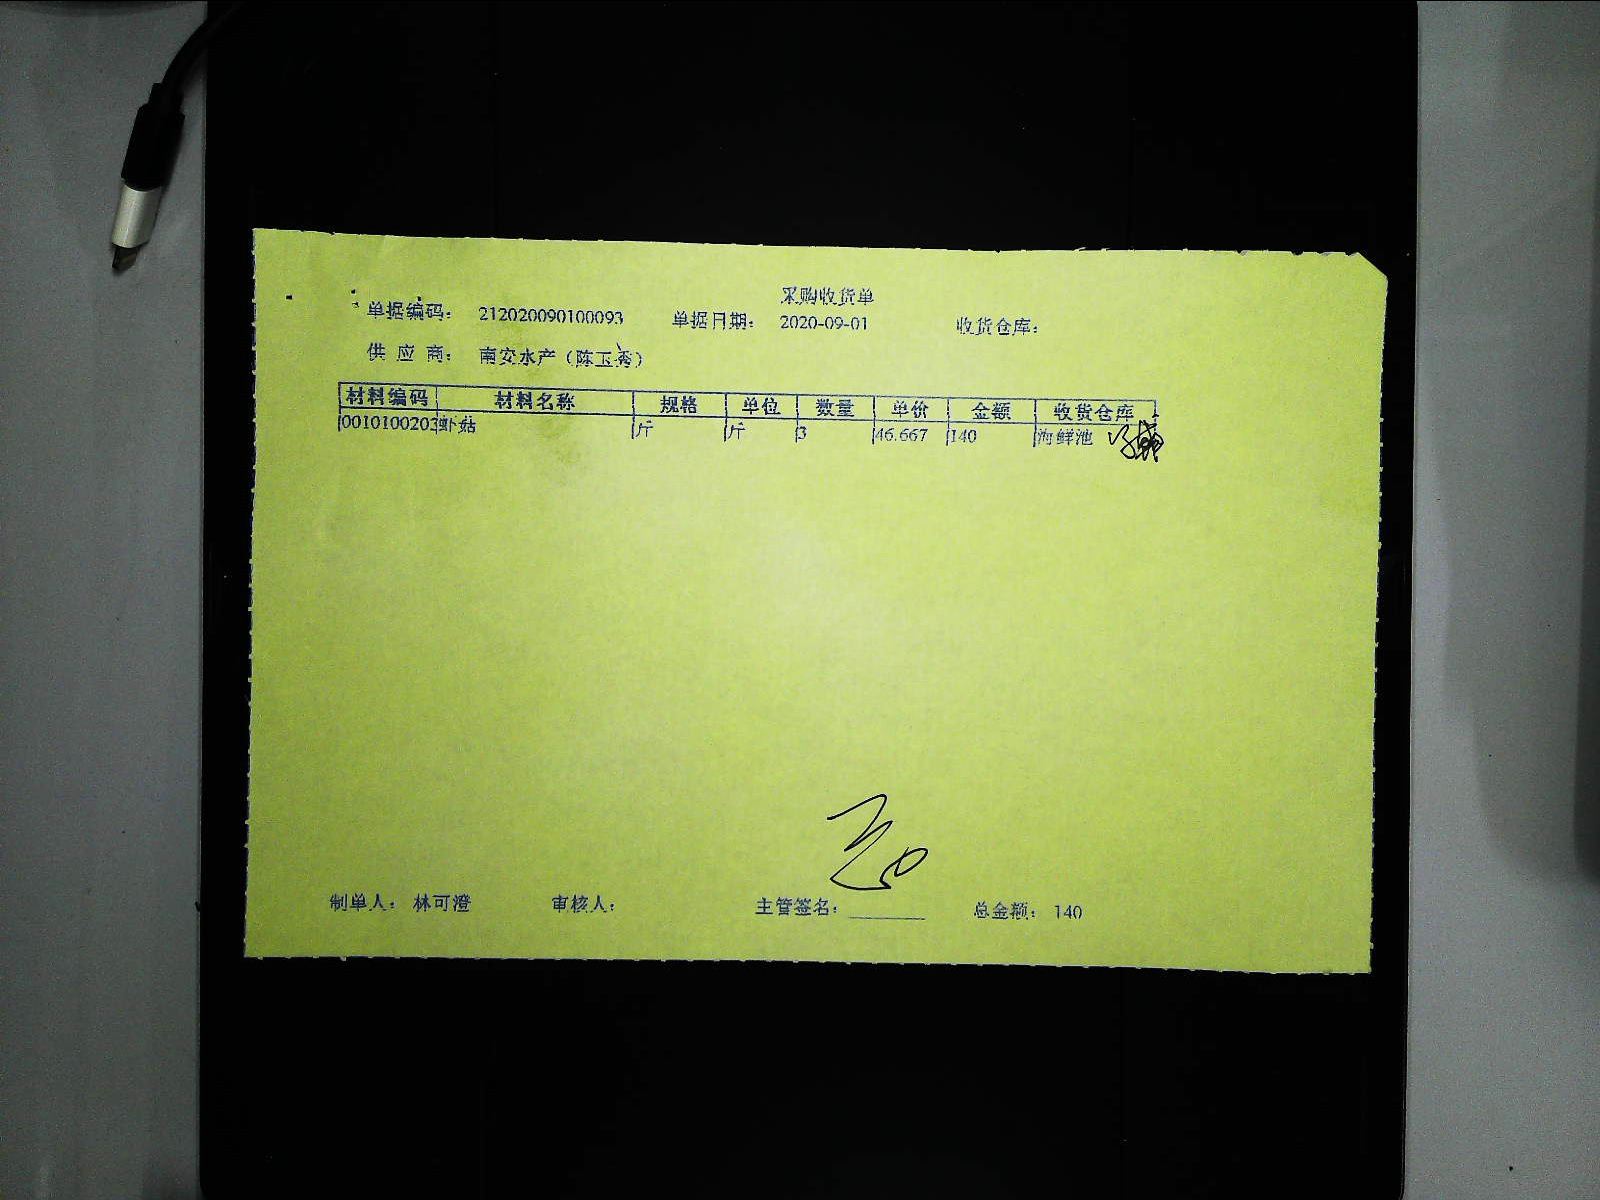 采购收货单
单据编码： 212020090100093 单据日期： 2020-09-01 收货仓库：
供 应 商： 南安水产（陈玉秀）
材料编码 材料名称 规格 单位 数量 单价 金额 收货仓库
0010100202 虾菇 斤 斤 3 46.667 140 海鲜池
制单人： 林可澄 审核人： 主管签名： 总金额： 140